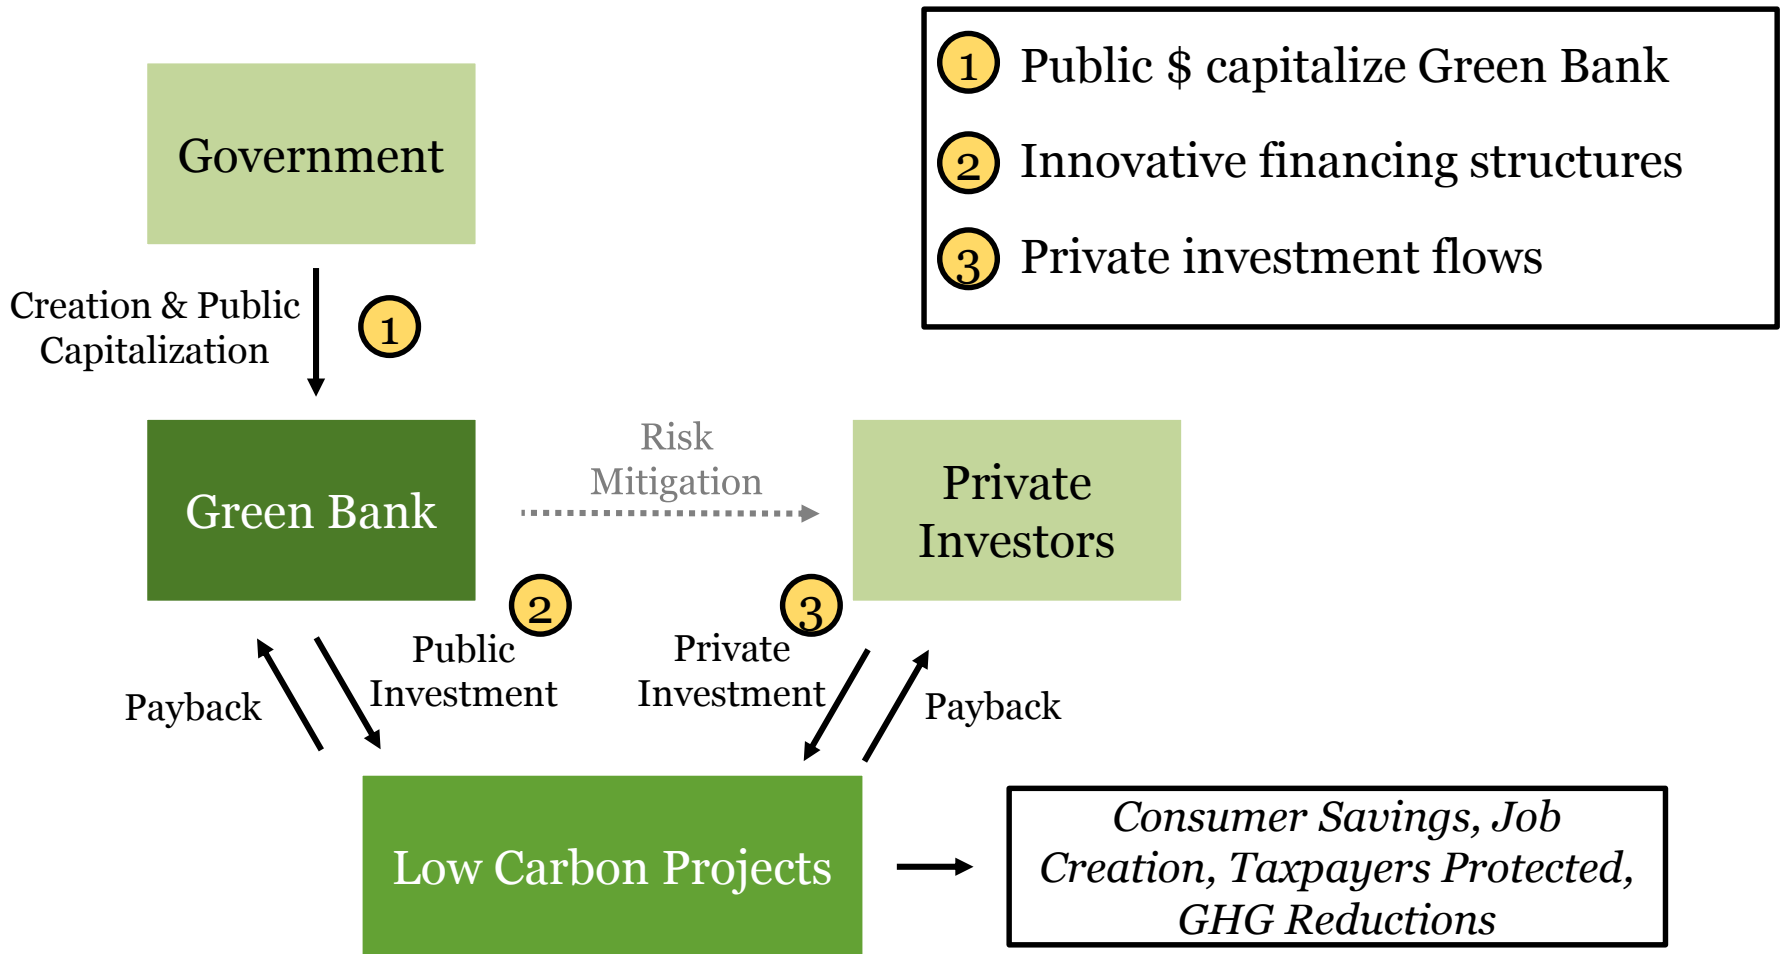 Government
1 Public $ capitalize Green Bank
2 Innovative financing structures
3 Private investment flows
Creation & Public
Capitalization
1
Green Bank
Risk
Mitigation
Private
Investors
2
3
Payback
Public
Investment
Private
Investment
Payback
Low Carbon Projects
Consumer Savings, Job
Creation, Taxpayers Protected,
GHG Reductions